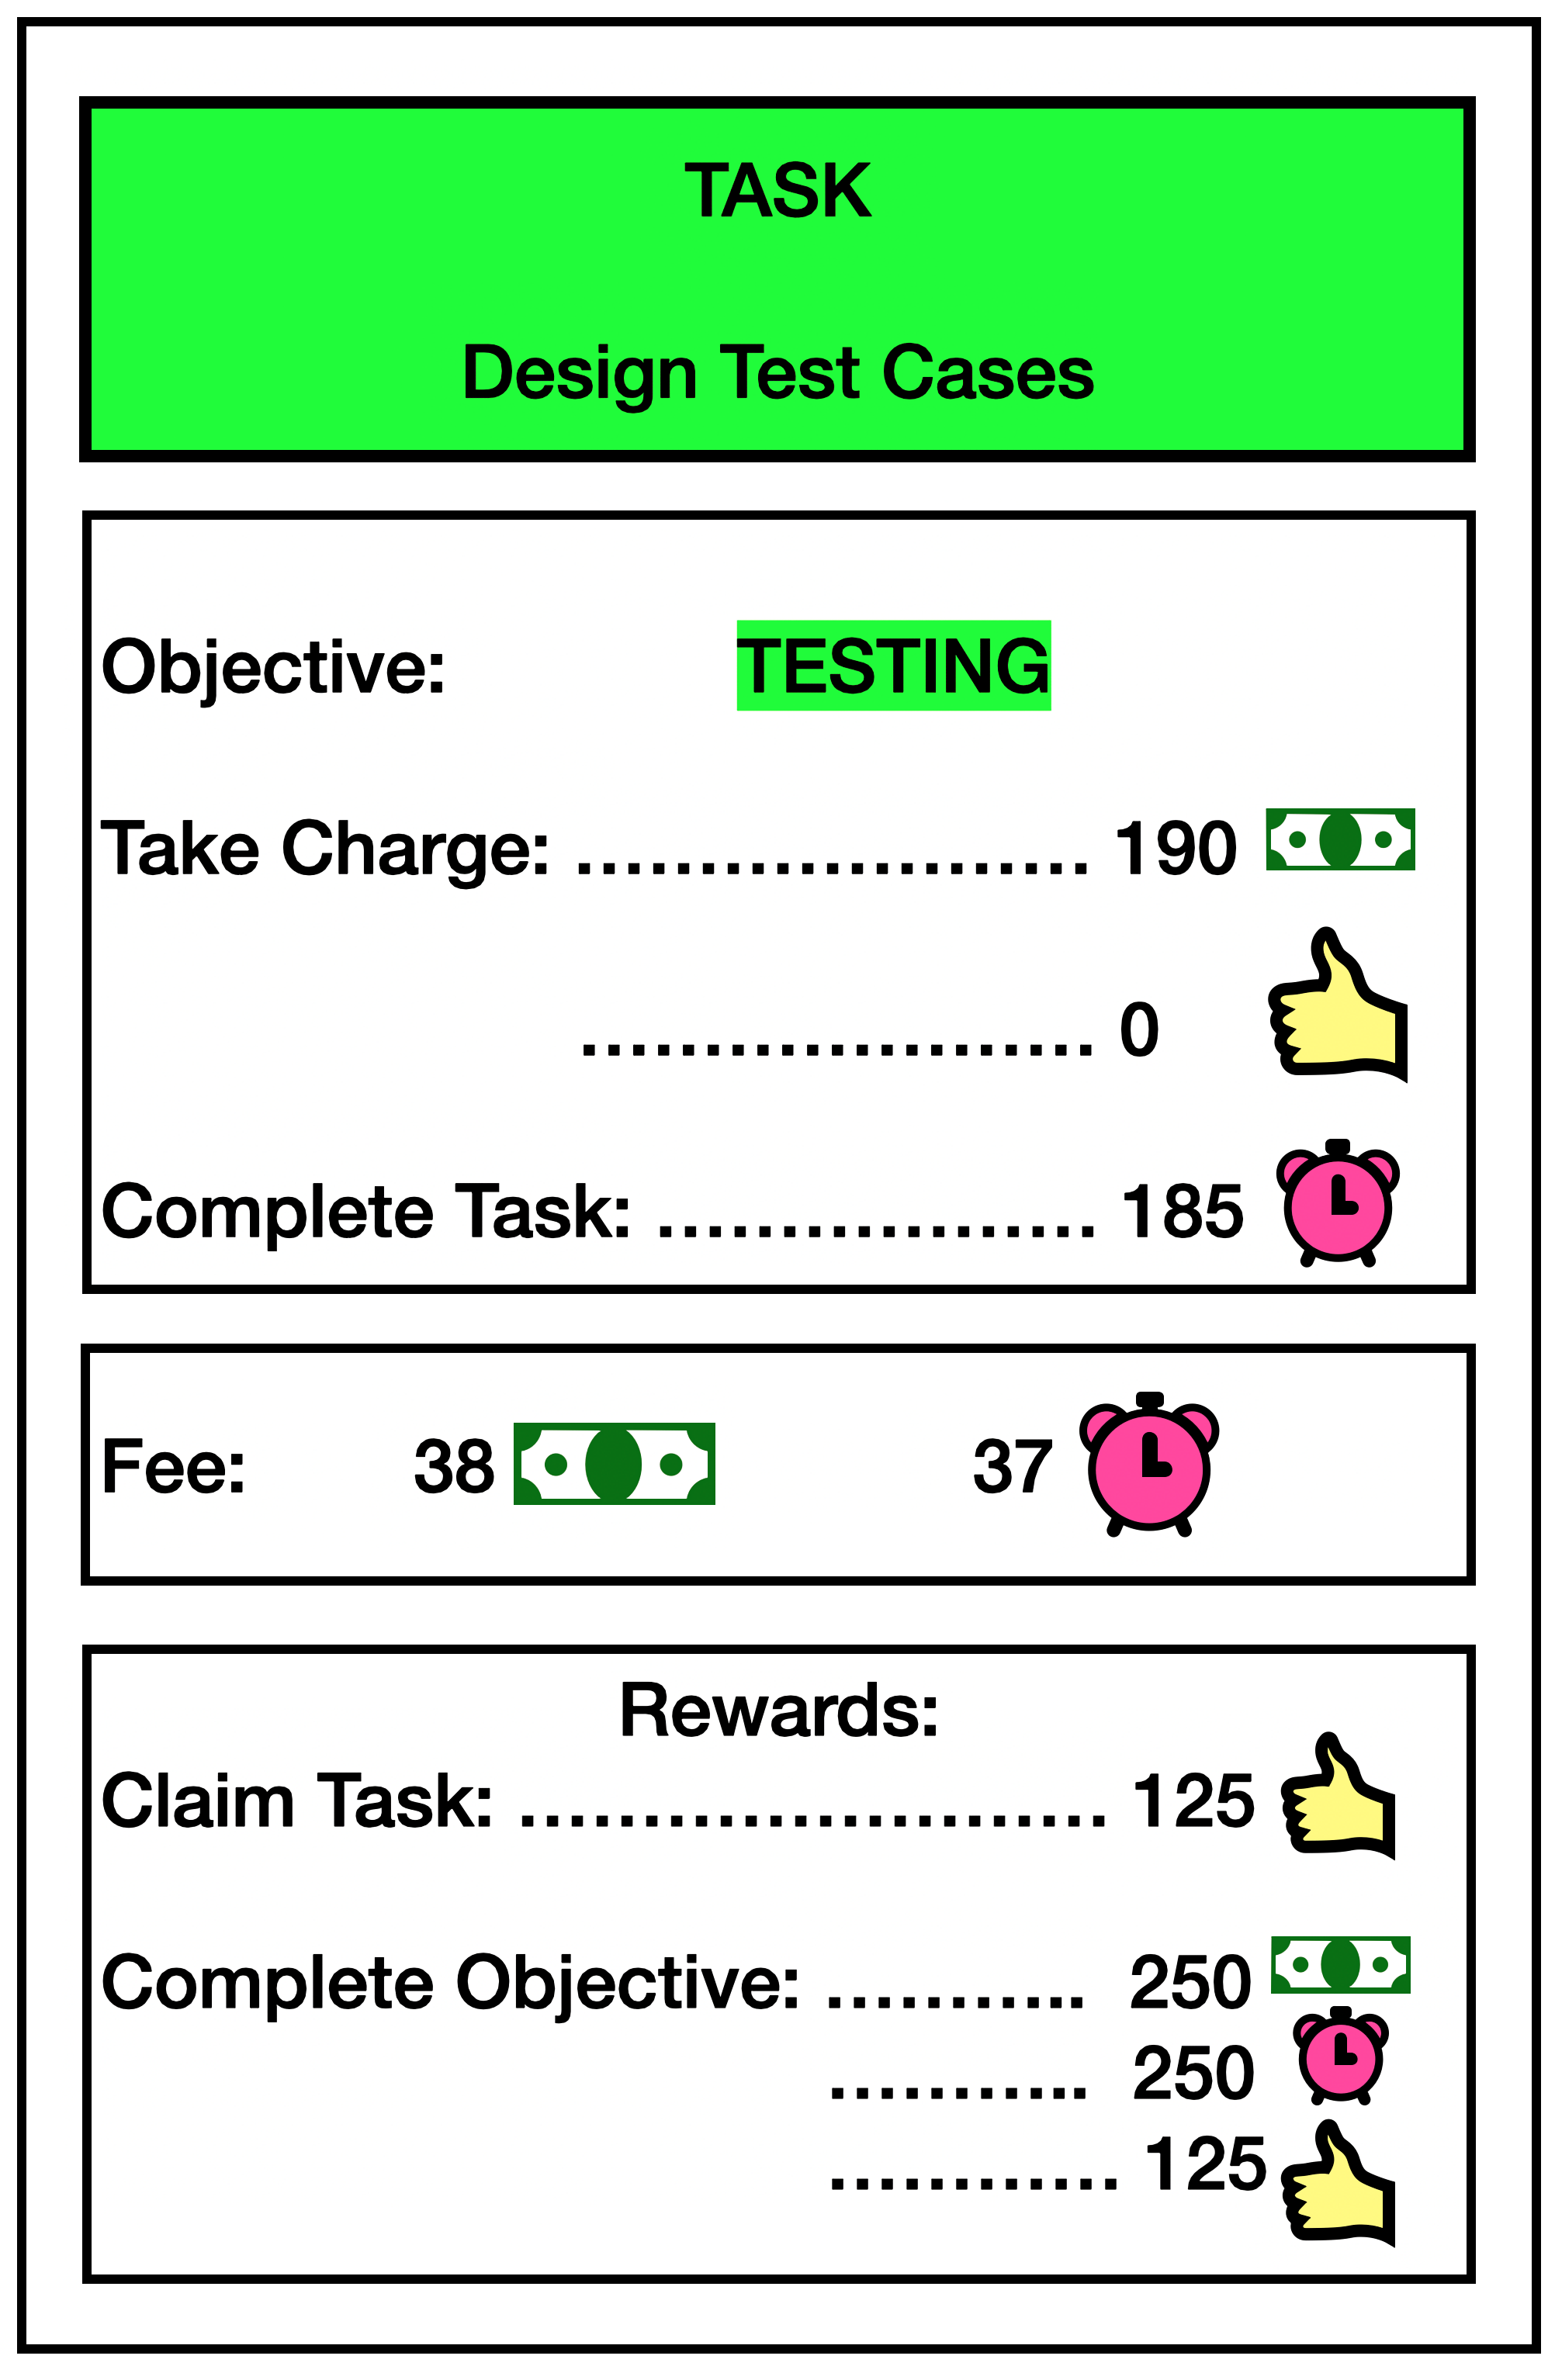 TASK
Design Test Cases
Objective: TESTING
Take Charge: ..................... 190
..................... 0
Complete Task: .................. 185
Fee: 38 37
Rewards:
Claim Task: ........................ 125
Complete Objective: ........... 250
........... 250
............ 125